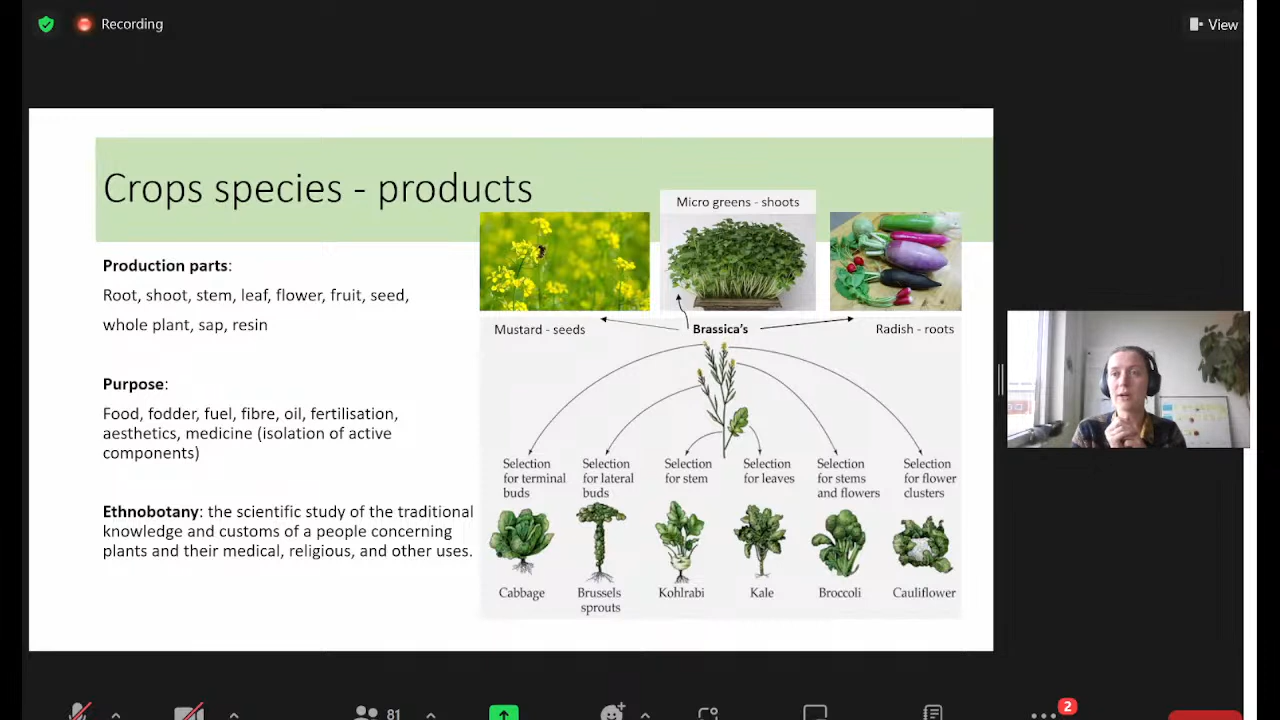 Recording
View
Crops species - products
Micro greens - shoots
Production parts:
Root, shoot, stem, leaf, flower, fruit, seed,
whole plant, sap, resin
Mustard - seeds
Brassica's
Radish - roots
Purpose:
Food, fodder, fuel, fibre, oil, fertilisation,
aesthetics, medicine (isolation of active
components)
Selection
for terminal
buds
Selection
for lateral
buds
Selection
for stem
Selection
for leaves
Selection
for stems
and flowers
Selection
for flower
clusters
Ethnobotany: the scientific study of the traditional
knowledge and customs of a people concerning
plants and their medical, religious, and other uses.
Cabbage
Brussels
sprouts
Kohlrabi
Kale
Broccoli
Cauliflower
81
2